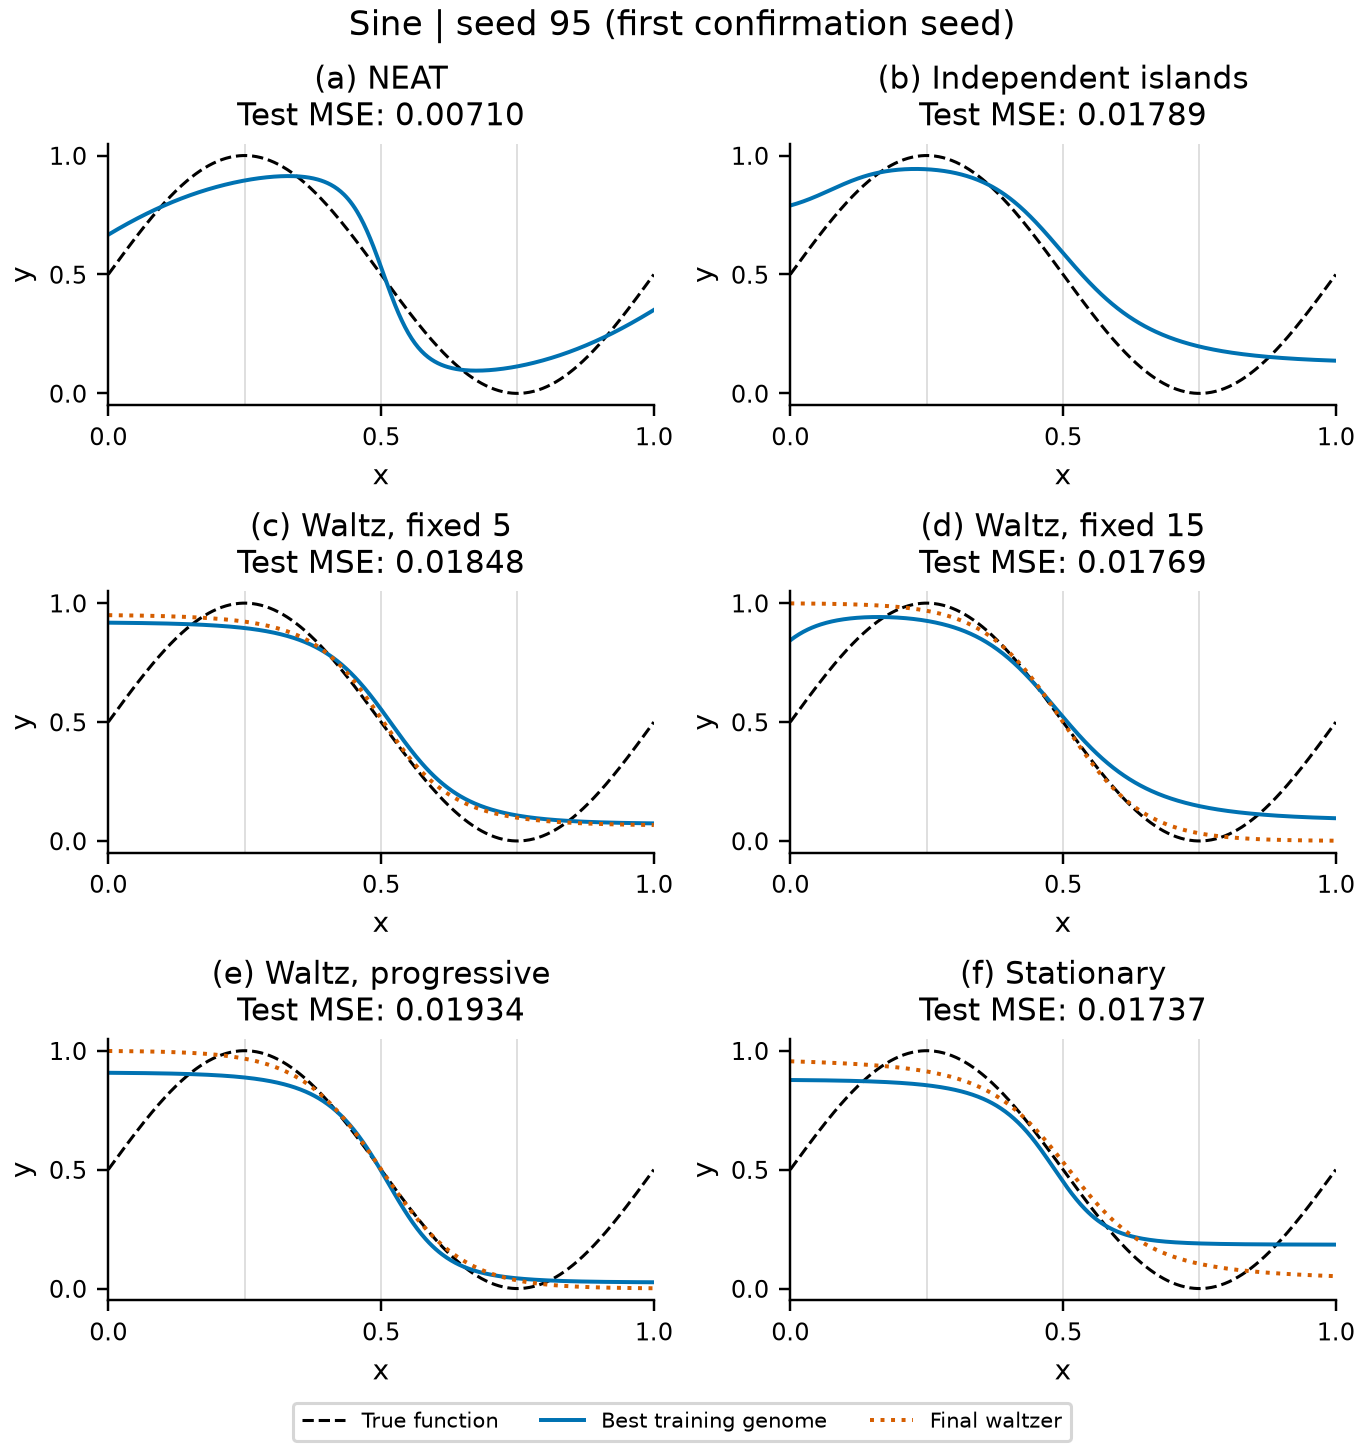 Sine | seed 95 (first confirmation seed)
(a) NEAT
Test MSE: 0.00710
1.0
0.5
0.0
y
0.0 0.5 1.0
x
(b) Independent islands
Test MSE: 0.01789
1.0
0.5
0.0
y
0.0 0.5 1.0
x
(c) Waltz, fixed 5
Test MSE: 0.01848
1.0
0.5
0.0
y
0.0 0.5 1.0
x
(d) Waltz, fixed 15
Test MSE: 0.01769
1.0
0.5
0.0
y
0.0 0.5 1.0
x
(e) Waltz, progressive
Test MSE: 0.01934
1.0
0.5
0.0
y
0.0 0.5 1.0
x
(f) Stationary
Test MSE: 0.01737
1.0
0.5
0.0
y
0.0 0.5 1.0
x
True function Best training genome Final waltzer